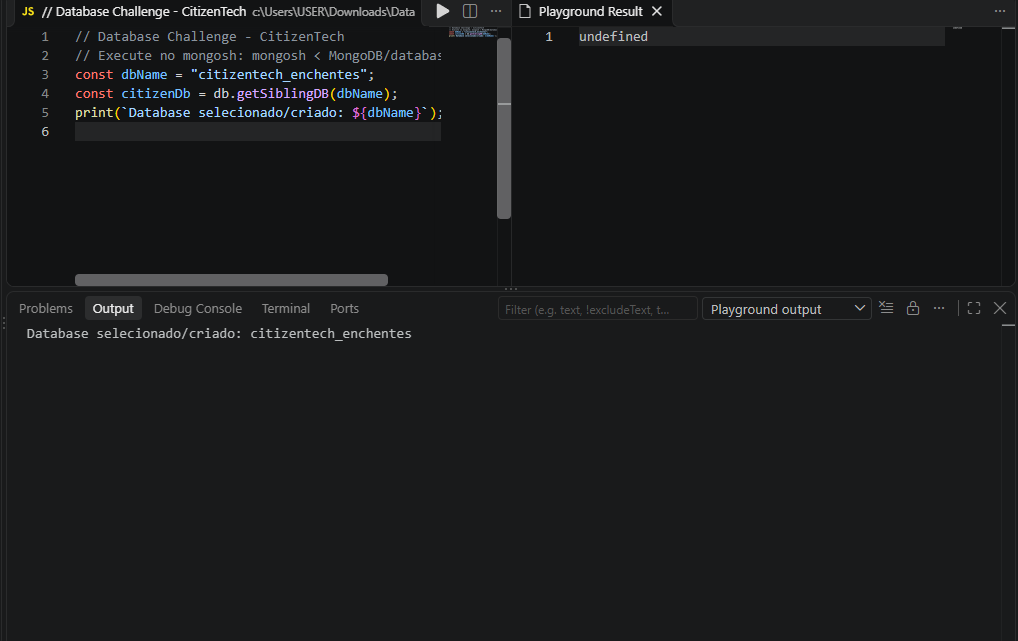 JS // Database Challenge - CitizenTech c:\Users\USER\Downloads\Data
Playground Result
1 // Database Challenge - CitizenTech
2 // Execute no mongosh: mongosh < MongoDB/databas
3 const dbName = "citizentech_enchentes";
4 const citizenDb = db.getSiblingDB(dbName);
5 print(`Database selecionado/criado: ${dbName}`);
6
1 undefined
Problems Output Debug Console Terminal Ports
Filter (e.g. text, !excludeText, t...
Playground output
Database selecionado/criado: citizentech_enchentes